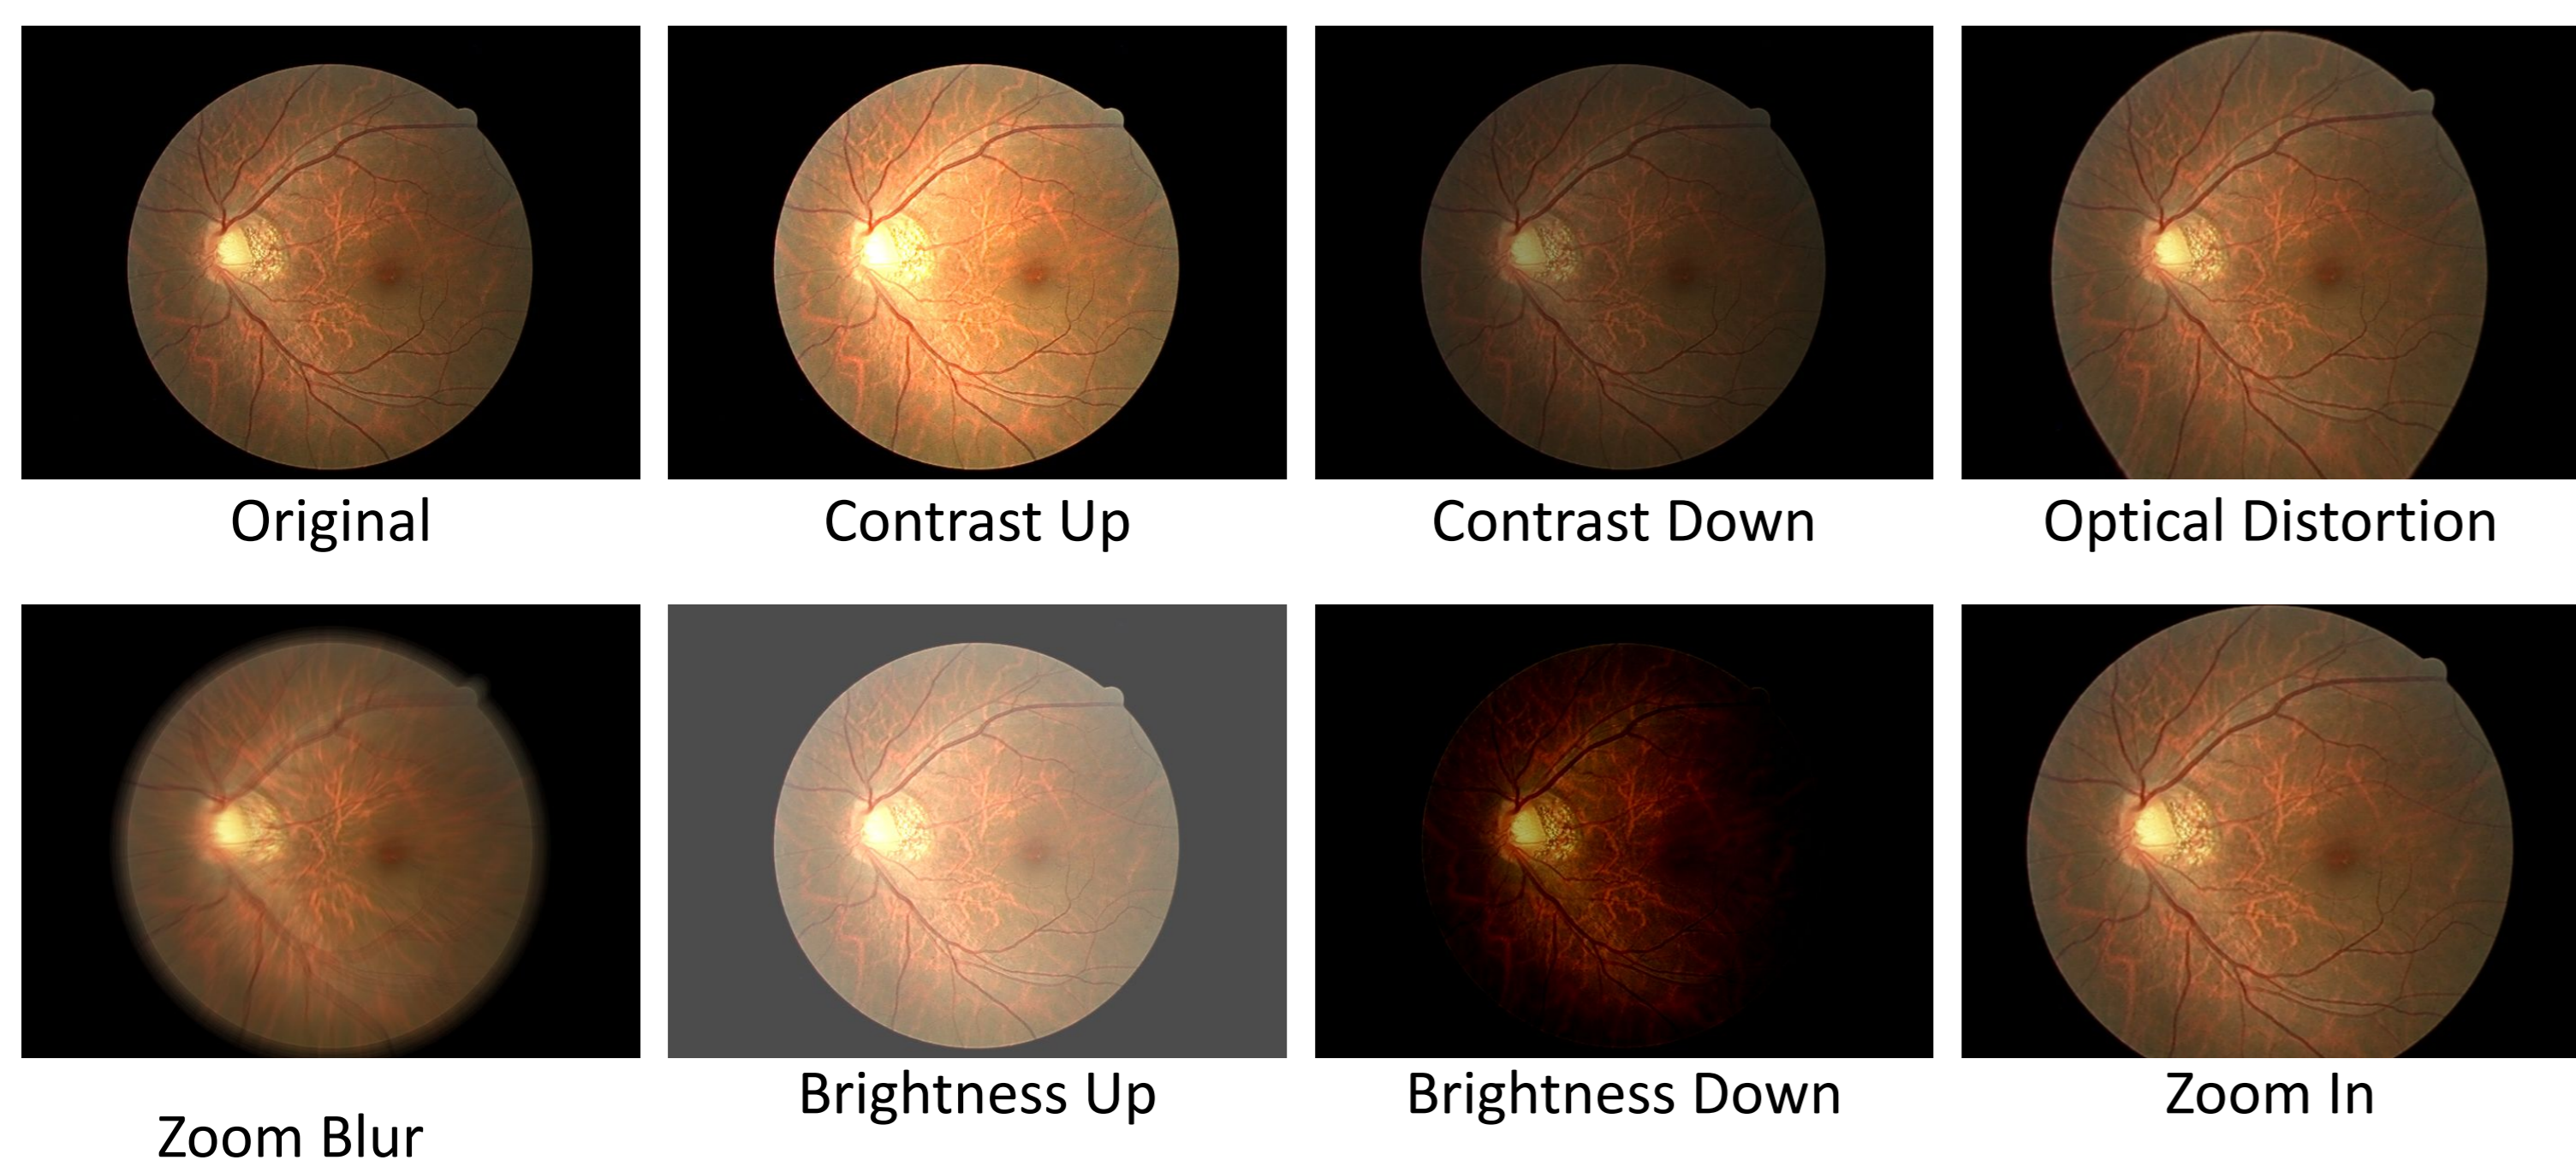 Original
Contrast Up
Contrast Down
Optical Distortion
Zoom Blur
Brightness Up
Brightness Down
Zoom In